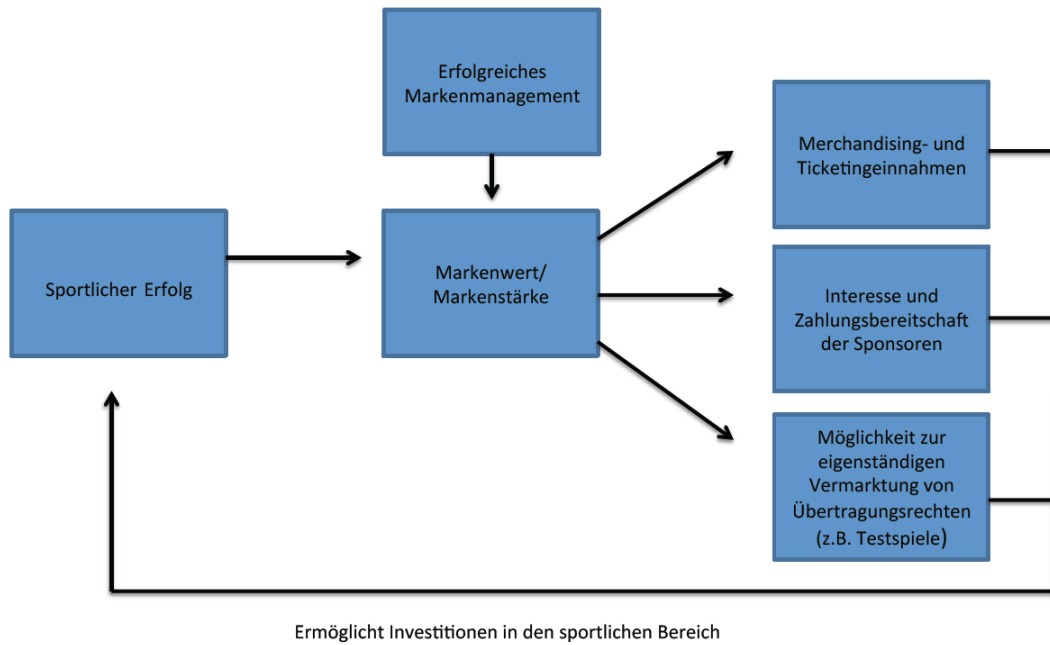 Erfolgreiches
Markenmanagement
Merchandising- und
Ticketingeinnahmen
Sportlicher Erfolg
Markenwert/
Markenstärke
Interesse und
Zahlungsbereitschaft
der Sponsoren
Möglichkeit zur
eigenständigen
Vermarktung von
Übertragungsrechten
(z.B. Testspiele)
Ermöglicht Investitionen in den sportlichen Bereich